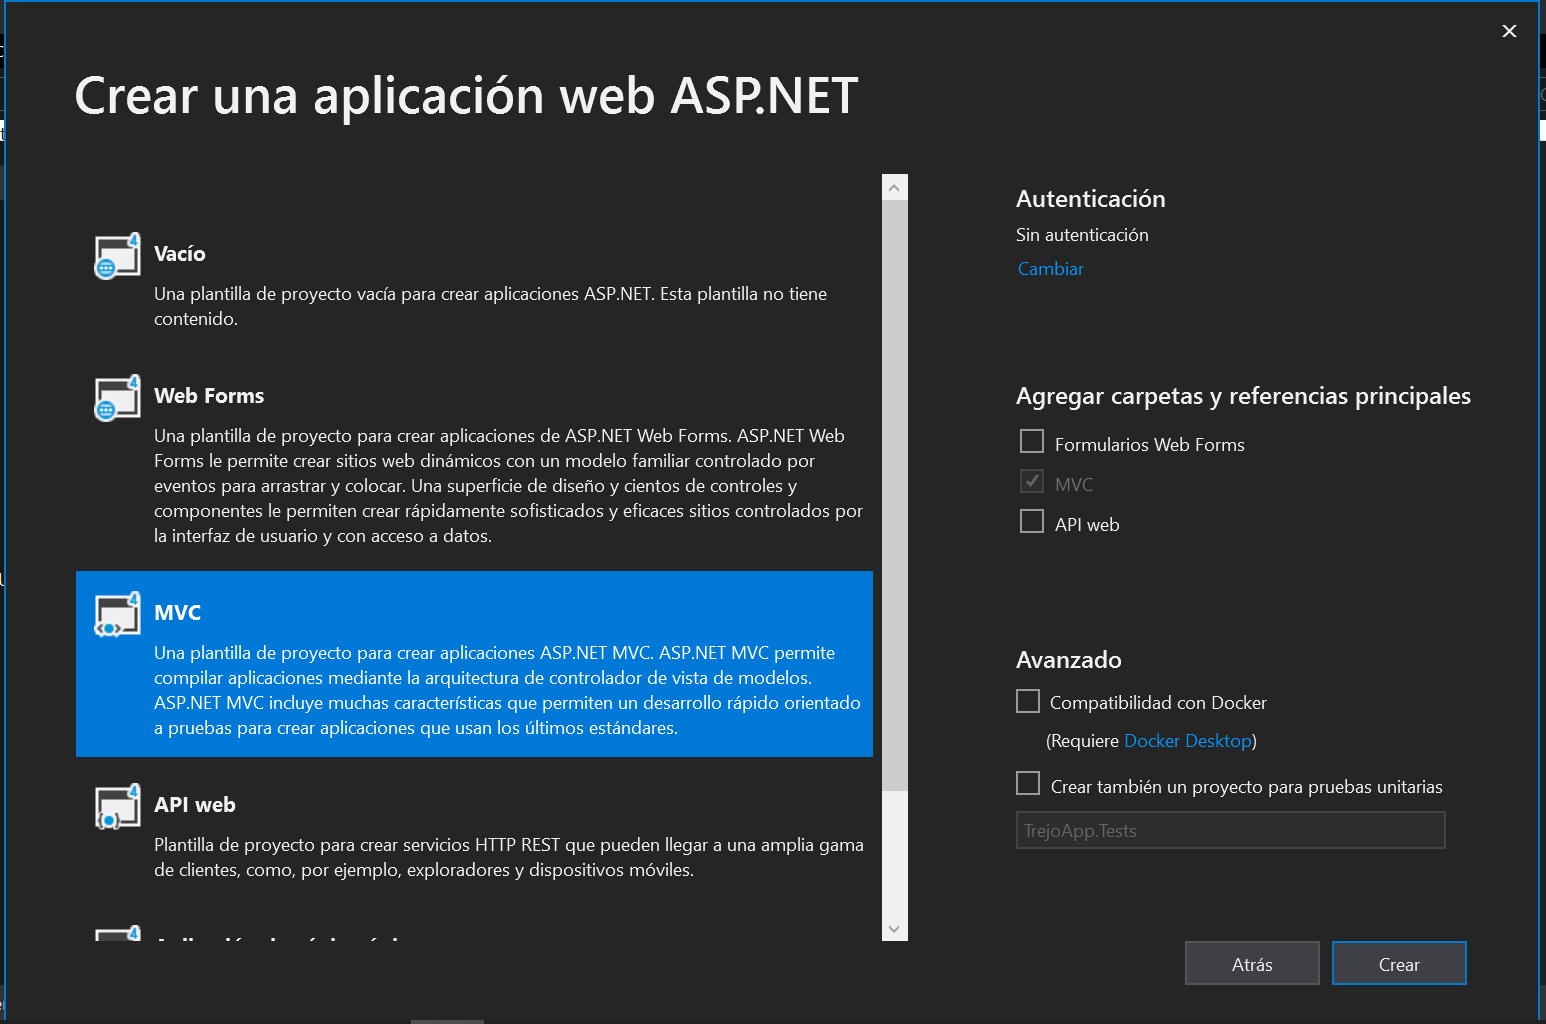 Crear una aplicación web ASP.NET
Vacío
Una plantilla de proyecto vacía para crear aplicaciones ASP.NET. Esta plantilla no tiene
contenido.
Web Forms
Una plantilla de proyecto para crear aplicaciones de ASP.NET Web Forms. ASP.NET Web
Forms le permite crear sitios web dinámicos con un modelo familiar controlado por
eventos para arrastrar y colocar. Una superficie de diseño y cientos de controles y
componentes le permiten crear rápidamente sofisticados y eficaces sitios controlados por
la interfaz de usuario y con acceso a datos.
MVC
Una plantilla de proyecto para crear aplicaciones ASP.NET MVC. ASP.NET MVC permite
compilar aplicaciones mediante la arquitectura de controlador de vista de modelos.
ASP.NET MVC incluye muchas características que permiten un desarrollo rápido orientado
a pruebas para crear aplicaciones que usan los últimos estándares.
API web
Plantilla de proyecto para crear servicios HTTP REST que pueden llegar a una amplia gama
de clientes, como, por ejemplo, exploradores y dispositivos móviles.
Autenticación
Sin autenticación
Cambiar
Agregar carpetas y referencias principales
Formularios Web Forms
MVC
API web
Avanzado
Compatibilidad con Docker
(Requiere Docker Desktop)
Crear también un proyecto para pruebas unitarias
TrejoApp.Tests
Atrás
Crear